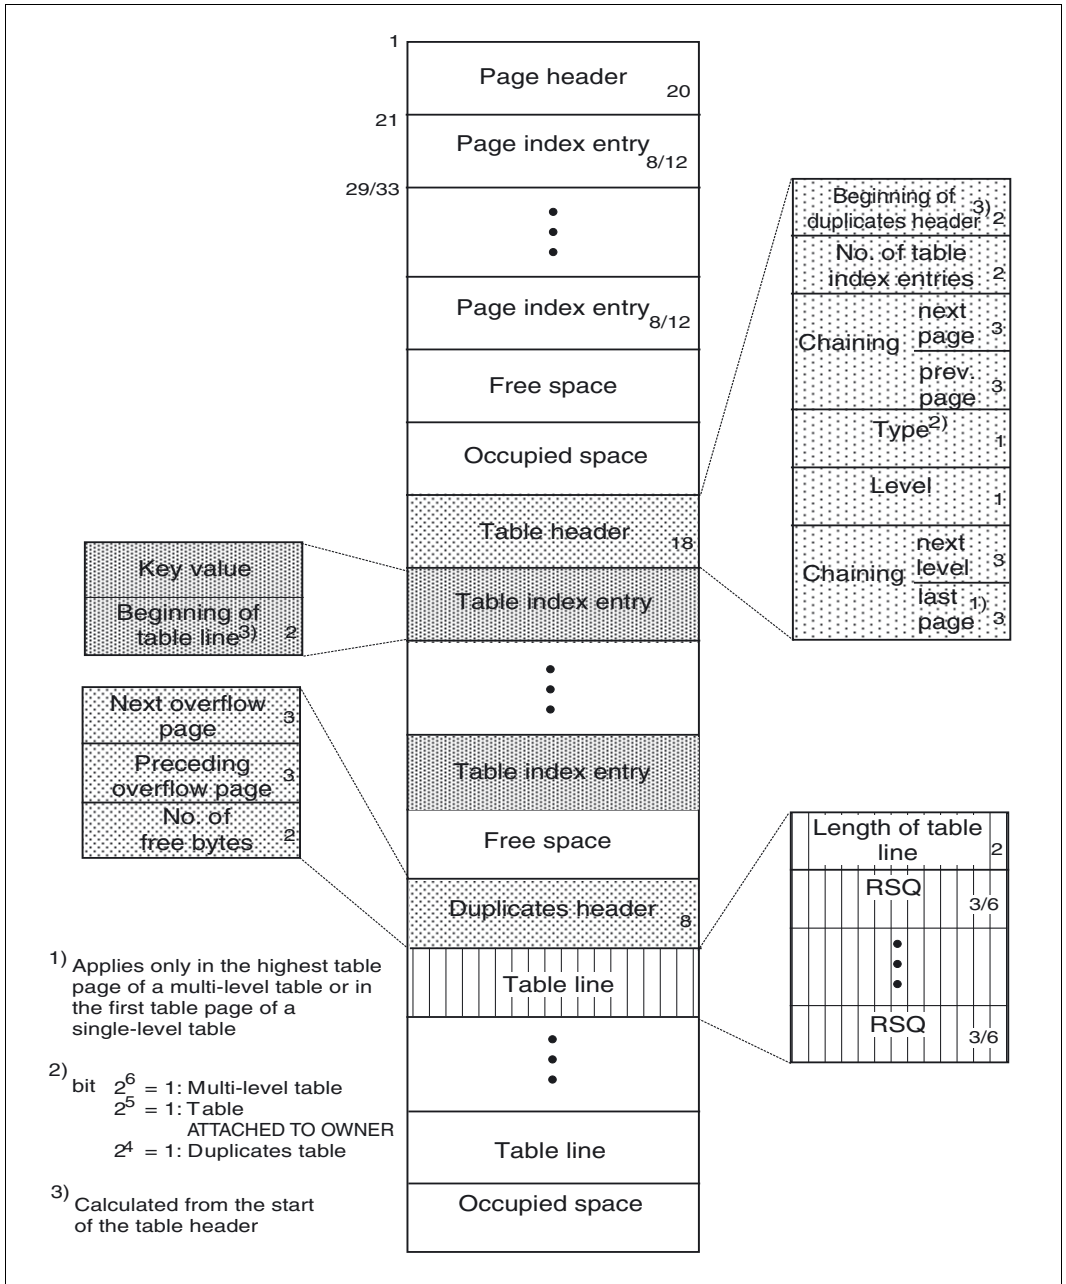 1
Page header
20
21
Page index entry
8/12
29/33
Page index entry
8/12
Free space
Occupied space
Table header
18
Table index entry
Table index entry
Free space
Duplicates header
8
Table line
Table line
Occupied space
Beginning of
duplicates header 3)
2
No. of table
index entries
2
Chaining
next
page
3
prev.
page
3
Type2)
1
Level
1
Chaining
next
level
3
last
page
1)
3
Key value
Beginning of
table line3)
2
Next overflow
page
3
Preceding
overflow page
3
No. of
free bytes
2
Length of table
line
2
RSQ
3/6
RSQ
3/6
1) Applies only in the highest table
page of a multi-level table or in
the first table page of a
single-level table
2) bit 2^6 = 1: Multi-level table
2^5 = 1: Table
ATTACHED TO OWNER
2^4 = 1: Duplicates table
3) Calculated from the start
of the table header